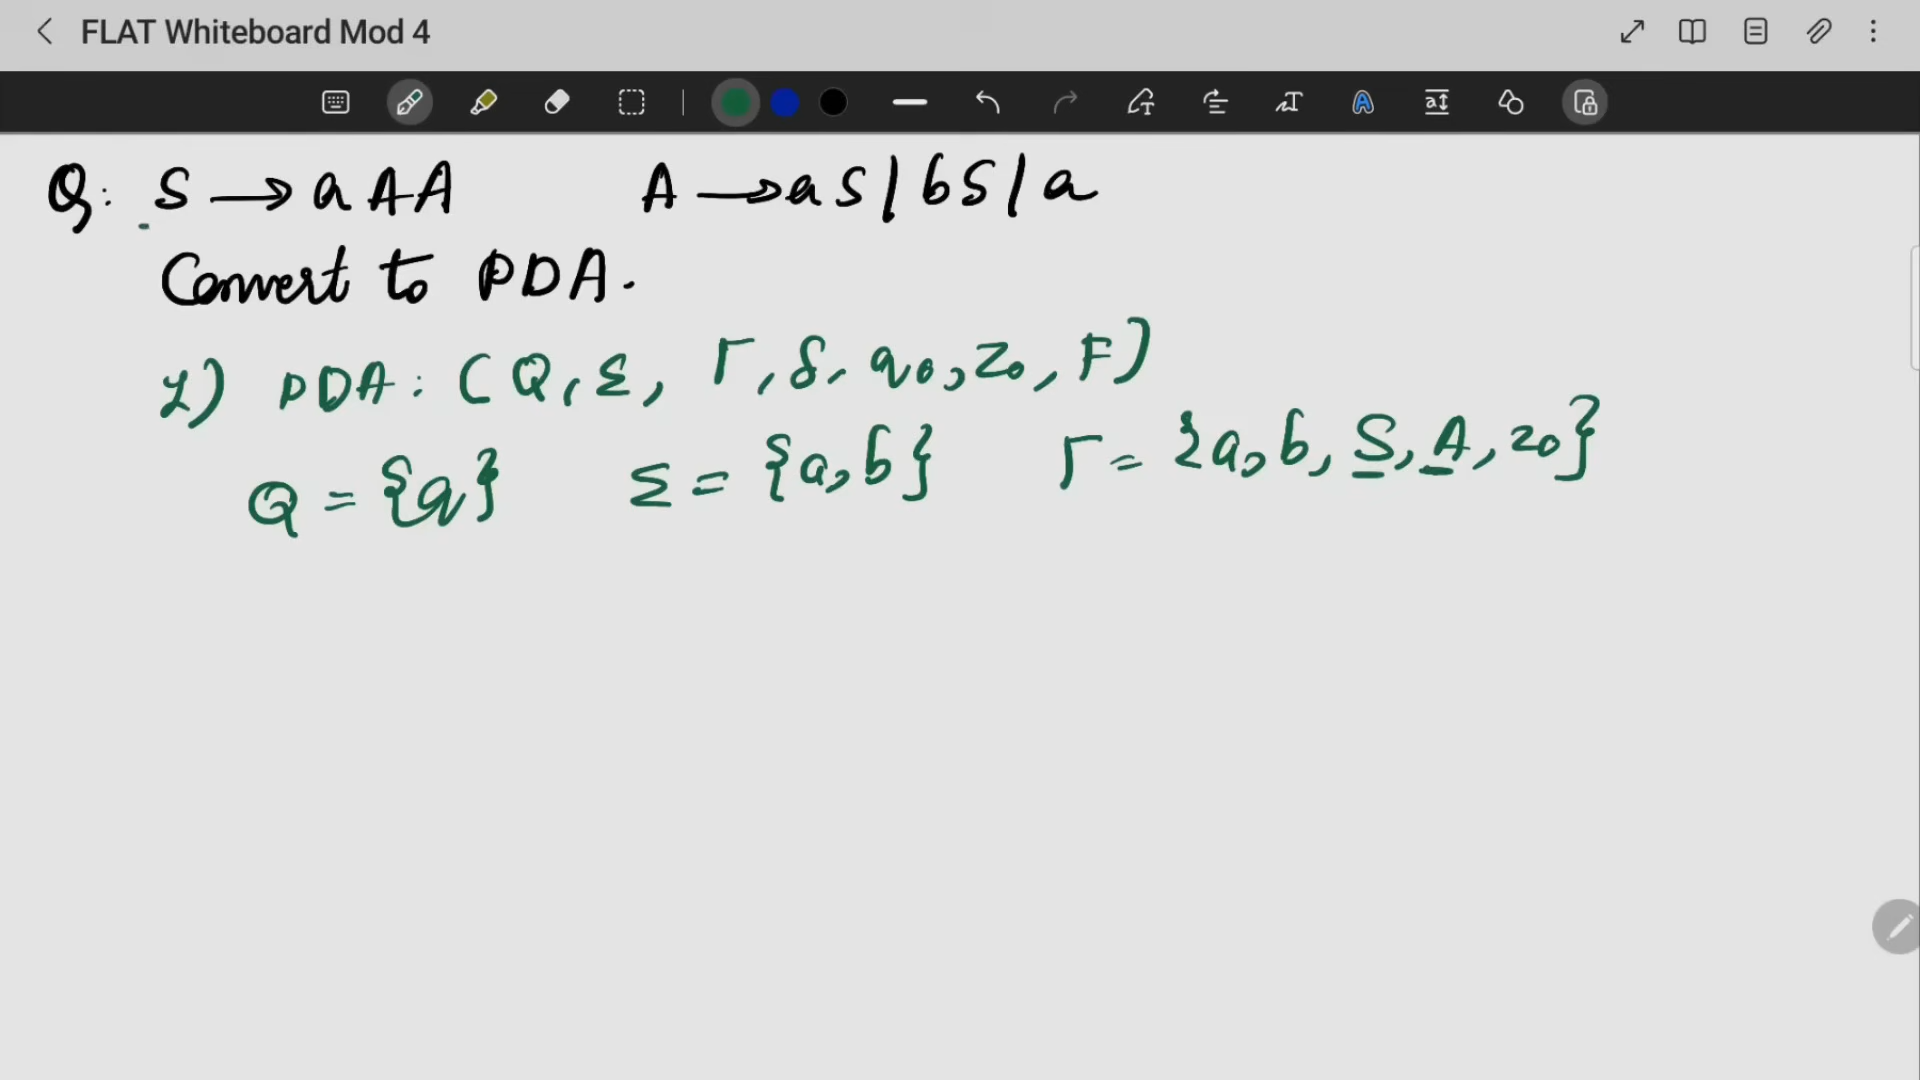 FLAT Whiteboard Mod 4
Q: S → aAA A → aS | bS | a
Convert to PDA.
1) PDA: (Q, Σ, Γ, δ, q0, z0, F)
Q = {q} Σ = {a, b} Γ = {a, b, S, A, z0}